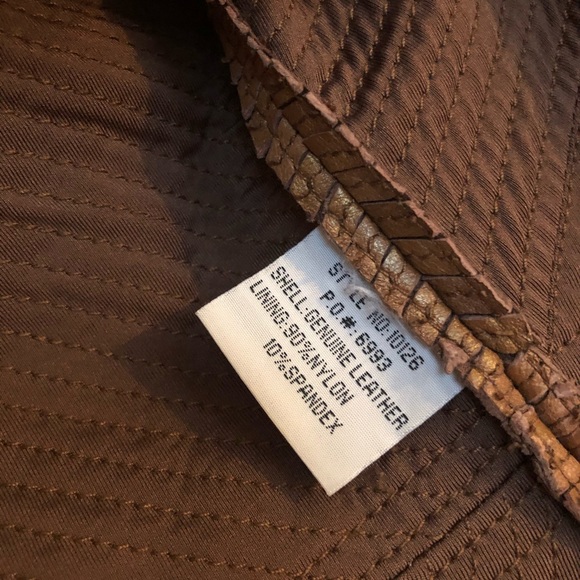 STYLE NO:10126
P.O.# 6993
SHELL:GENUINE LEATHER
LINING:90%NYLON
10%SPANDEX